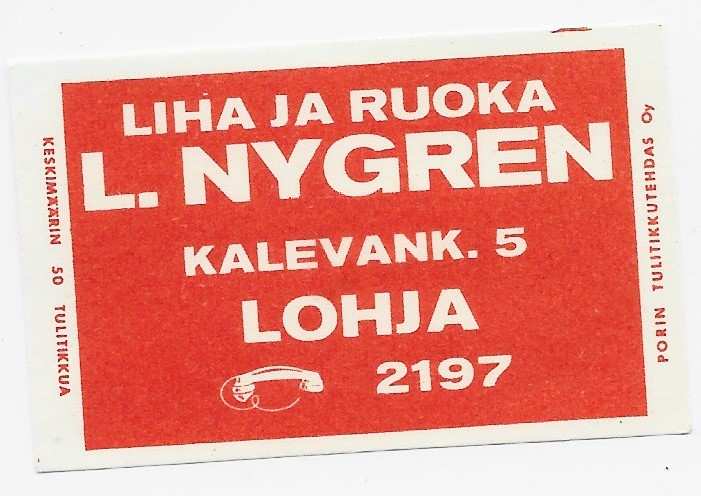 LIHA JA RUOKA
L. NYGREN
KALEVANK. 5
LOHJA
2197
KESKIMÄÄRIN 50 TULITIKKUA
PORIN TULITIKKUTEHDAS Oy